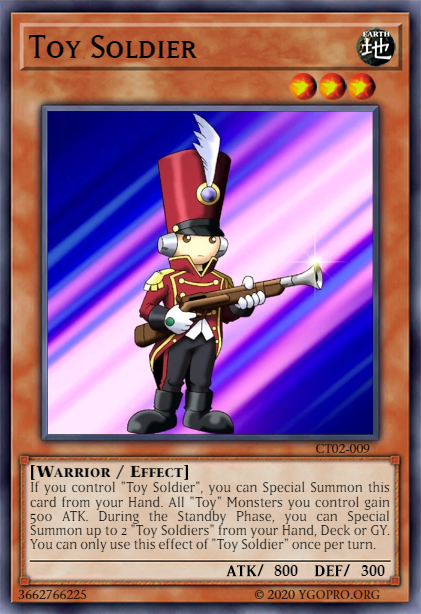 TOY SOLDIER
EARTH
地
CT02-009
[WARRIOR / EFFECT]
If you control "Toy Soldier", you can Special Summon this
card from your Hand. All "Toy" Monsters you control gain
500 ATK. During the Standby Phase, you can Special
Summon up to 2 "Toy Soldiers" from your Hand, Deck or GY.
You can only use this effect of "Toy Soldier" once per turn.
ATK/ 800 DEF/ 300
3662766225
© 2020 YGOPRO.ORG